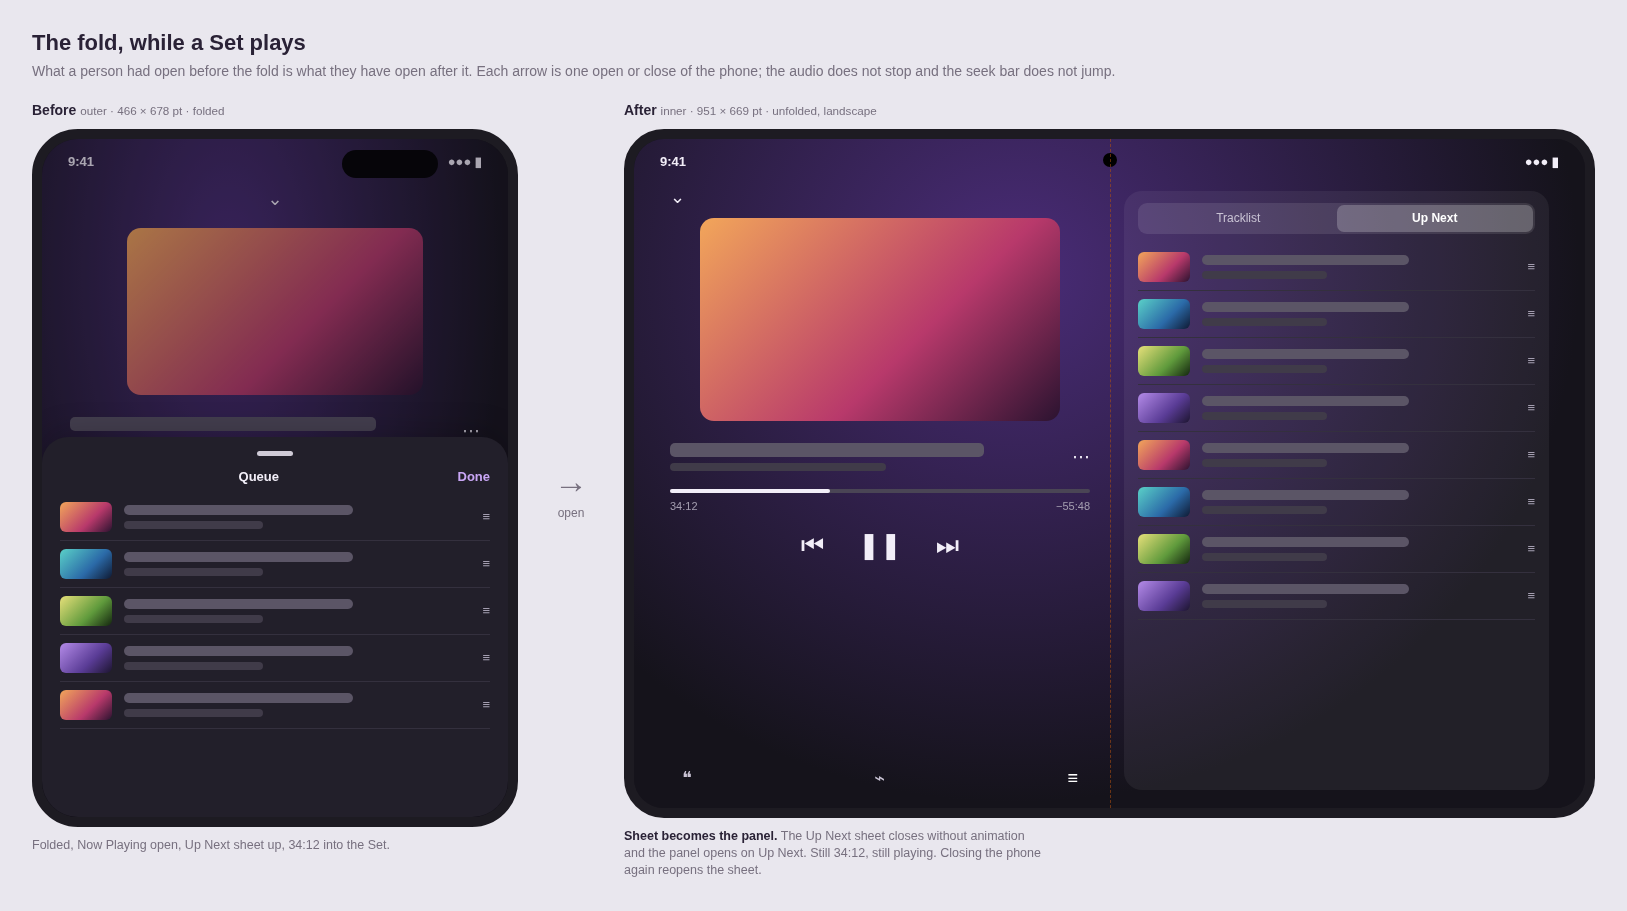 The fold, while a Set plays
What a person had open before the fold is what they have open after it. Each arrow is one open or close of the phone; the audio does not stop and the seek bar does not jump.
Before outer · 466 × 678 pt · folded
9:41
Queue
Done
Folded, Now Playing open, Up Next sheet up, 34:12 into the Set.
→
open
After inner · 951 × 669 pt · unfolded, landscape
9:41
34:12
−55:48
Tracklist
Up Next
Sheet becomes the panel. The Up Next sheet closes without animation
and the panel opens on Up Next. Still 34:12, still playing. Closing the phone
again reopens the sheet.